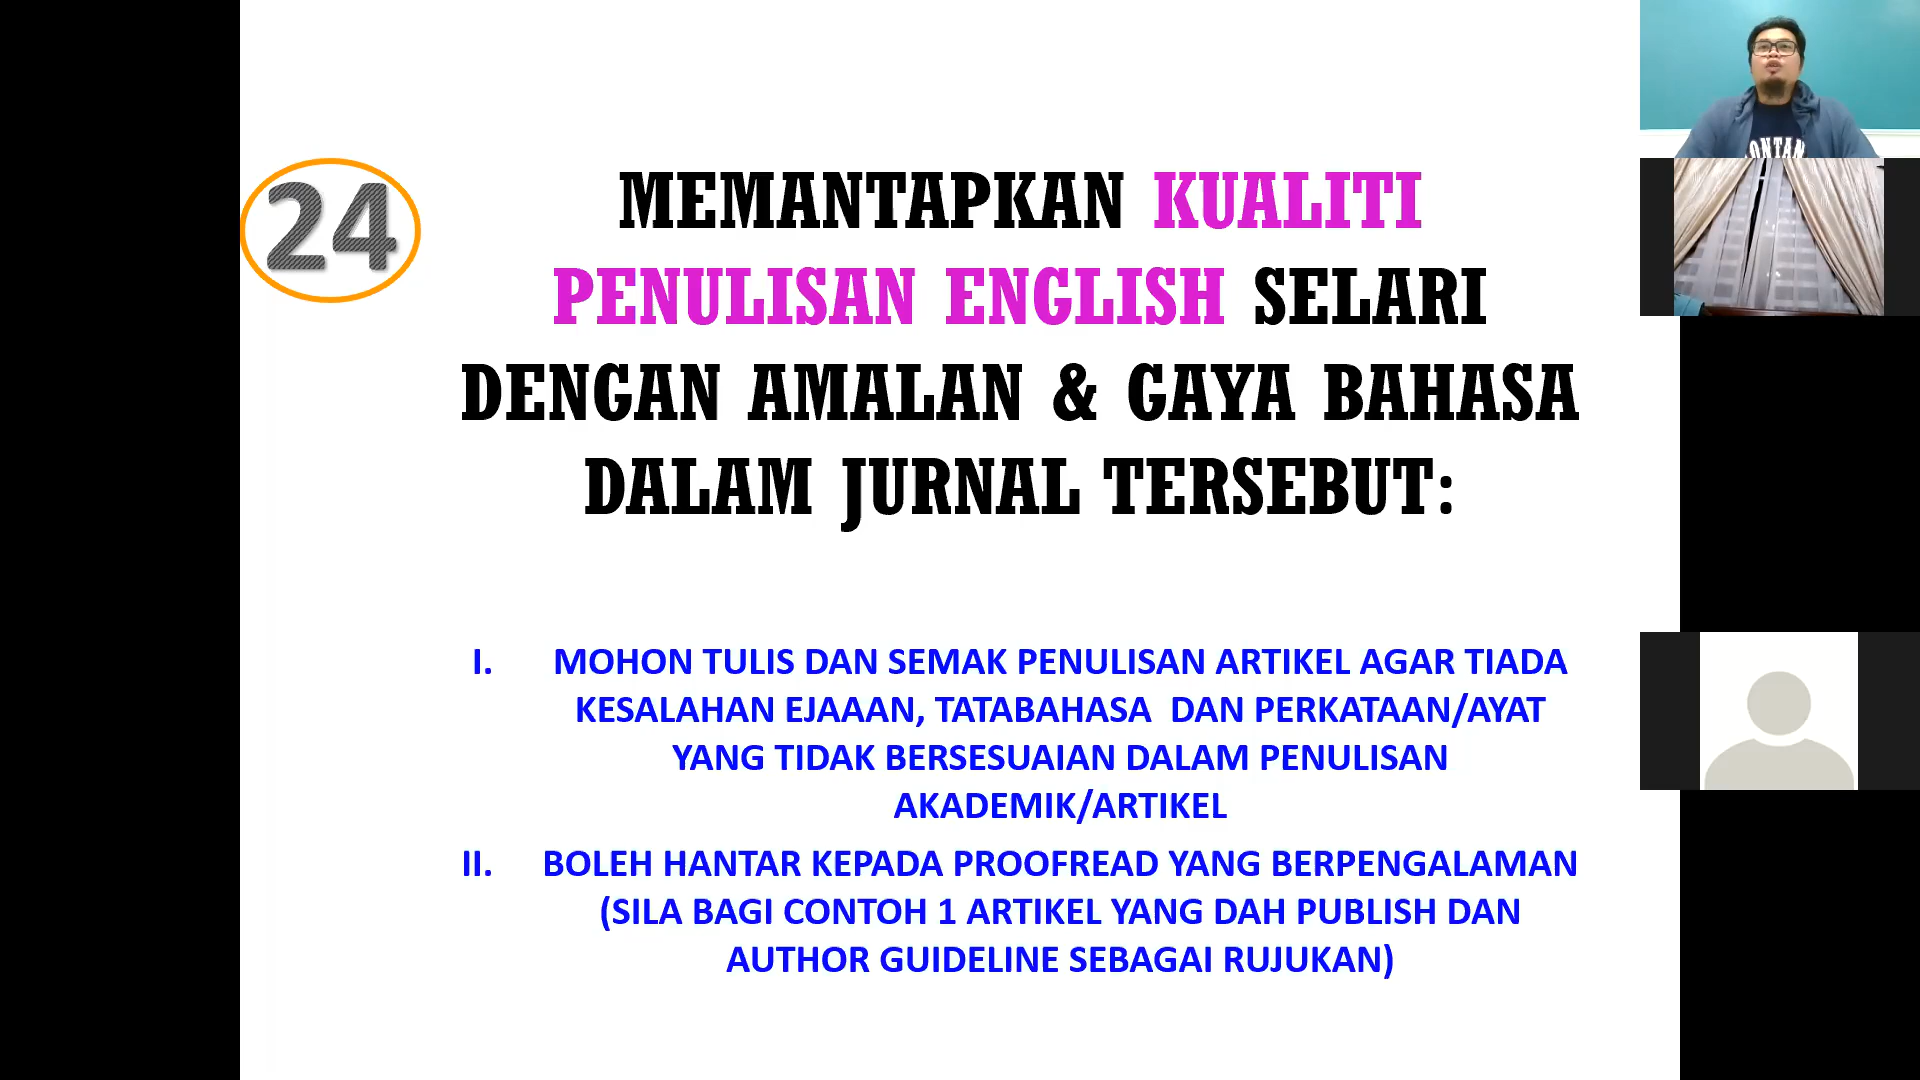 24
MEMANTAPKAN KUALITI
PENULISAN ENGLISH SELARI
DENGAN AMALAN & GAYA BAHASA
DALAM JURNAL TERSEBUT:
I. MOHON TULIS DAN SEMAK PENULISAN ARTIKEL AGAR TIADA
KESALAHAN EJAAAN, TATABAHASA DAN PERKATAAN/AYAT
YANG TIDAK BERSESUAIAN DALAM PENULISAN
AKADEMIK/ARTIKEL
II. BOLEH HANTAR KEPADA PROOFREAD YANG BERPENGALAMAN
(SILA BAGI CONTOH 1 ARTIKEL YANG DAH PUBLISH DAN
AUTHOR GUIDELINE SEBAGAI RUJUKAN)